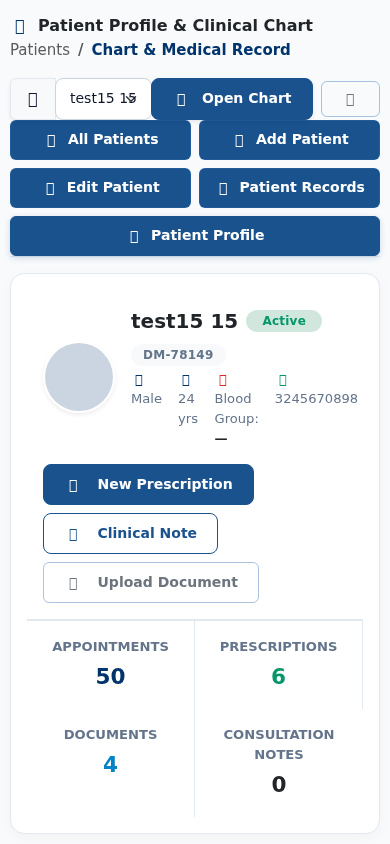 Patient Profile & Clinical Chart
Patients / Chart & Medical Record
test15 15
Open Chart
All Patients
Add Patient
Edit Patient
Patient Records
Patient Profile
test15 15
Active
DM-78149
Male
24 yrs
Blood Group: —
3245670898
New Prescription
Clinical Note
Upload Document
APPOINTMENTS
50
PRESCRIPTIONS
6
DOCUMENTS
4
CONSULTATION
NOTES
0